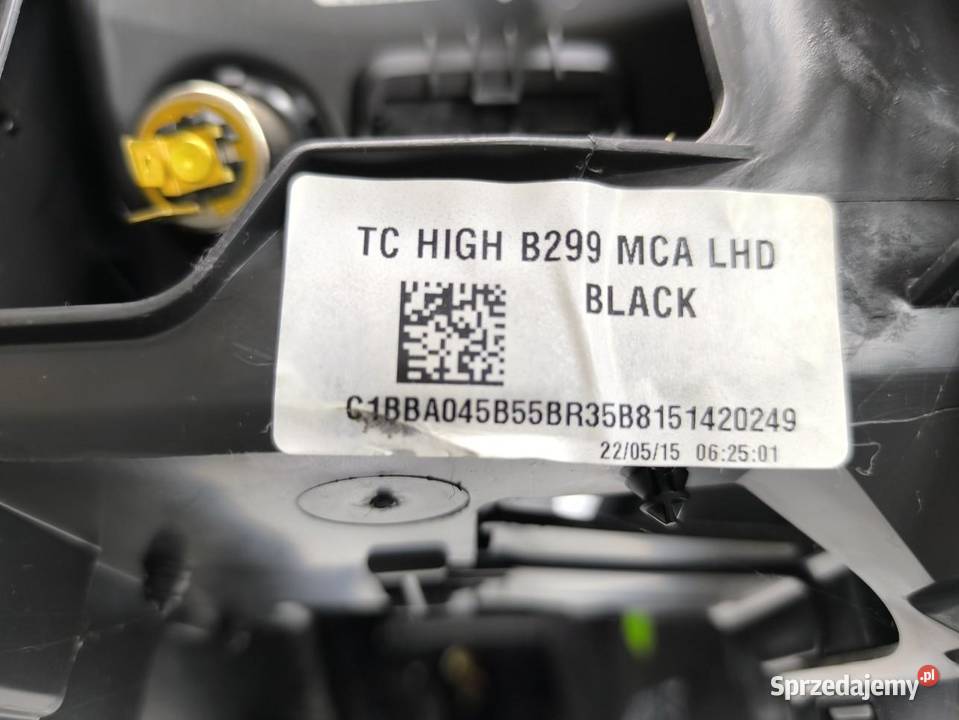 TC HIGH B299 MCA LHD
BLACK
C1BBA045B55BR35B8151420249
22/05/15 06:25:01
Sprzedajemy.pl